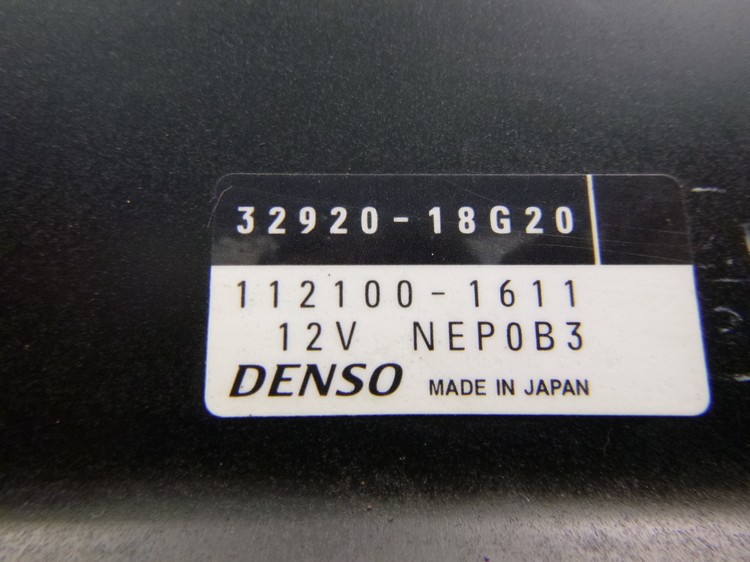 32920-18G20
112100-1611
12V NEP0B3
DENSO MADE IN JAPAN